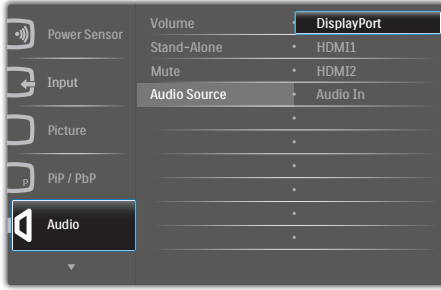 Power Sensor
Input
Picture
P
PiP / PbP
Audio
Volume
Stand-Alone
Mute
Audio Source
DisplayPort
HDMI1
HDMI2
Audio In